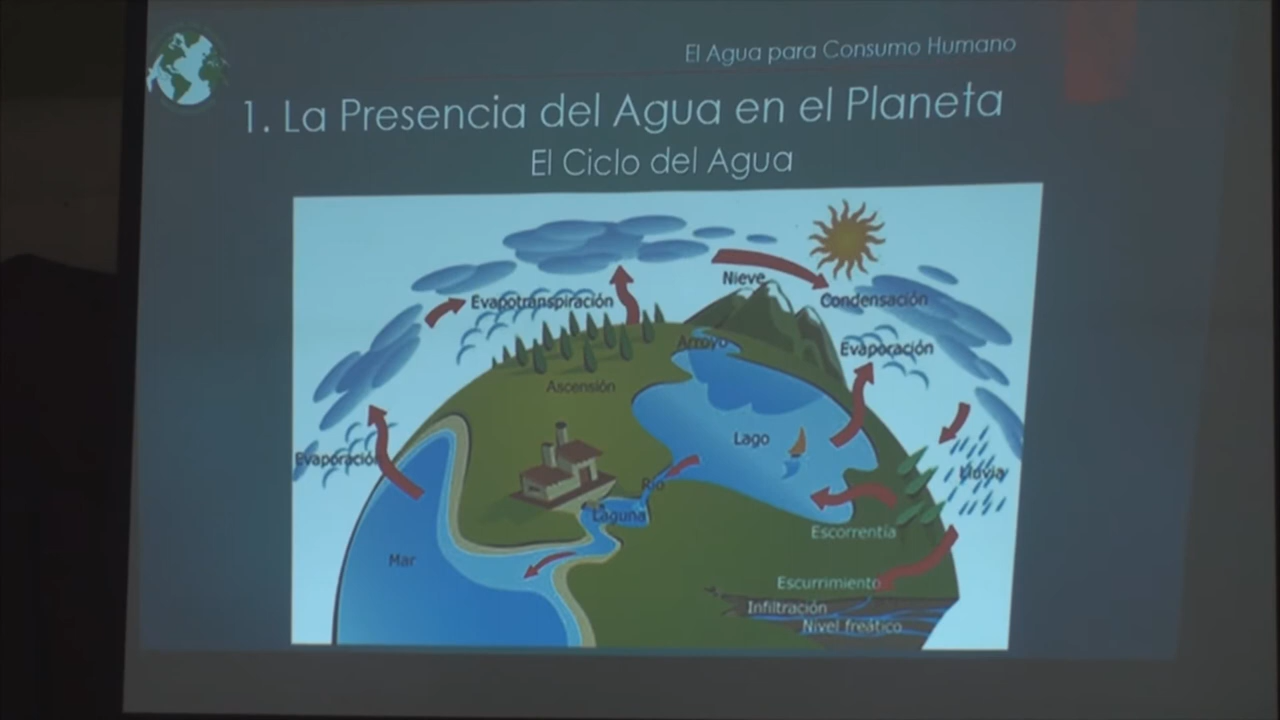 El Agua para Consumo Humano
1. La Presencia del Agua en el Planeta
El Ciclo del Agua
Nieve
Evapotranspiración
Condensación
Arroyo
Evaporación
Ascensión
Lago
Evaporación
Lluvia
Río
Laguna
Escorrentía
Mar
Escurrimiento
Infiltración
Nivel freático